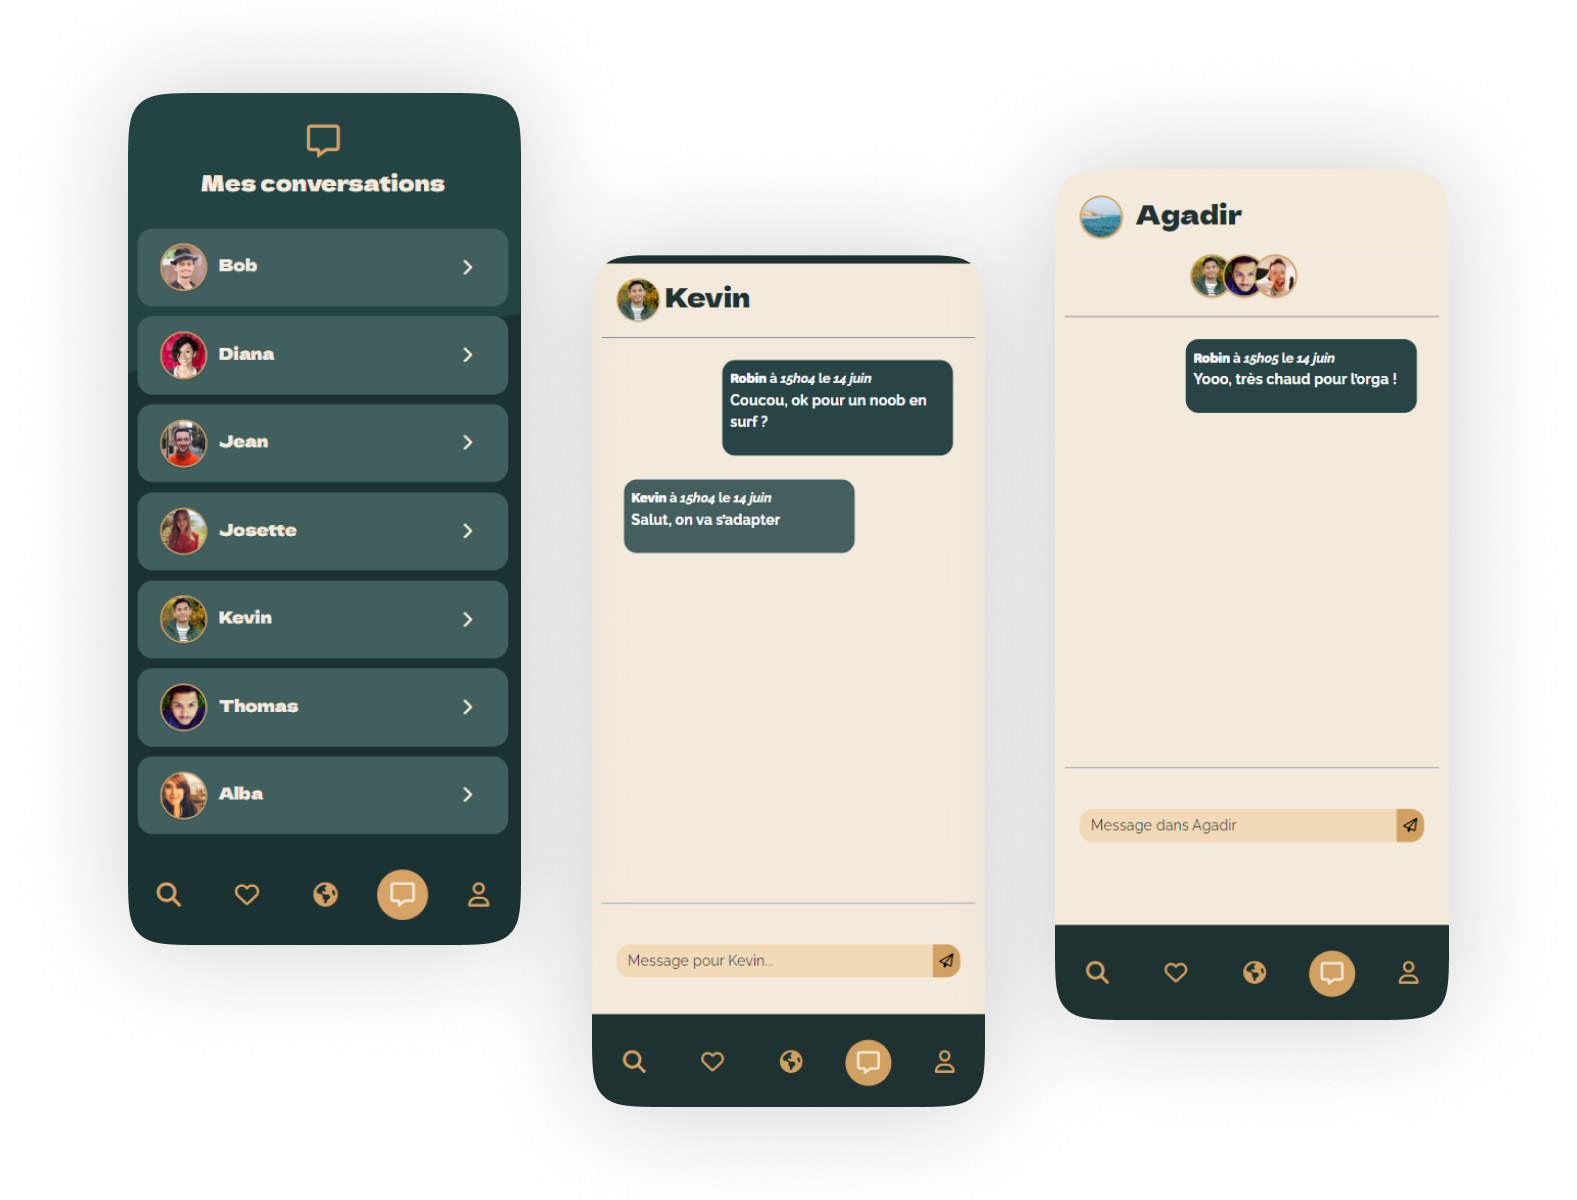 Mes conversations
Bob
Diana
Jean
Josette
Kevin
Thomas
Alba
Kevin
Robin à 15h04 le 14 juin
Coucou, ok pour un noob en
surf ?
Kevin à 15h04 le 14 juin
Salut, on va s'adapter
Message pour Kevin...
Agadir
Robin à 15h05 le 14 juin
Yooo, très chaud pour l'orga !
Message dans Agadir